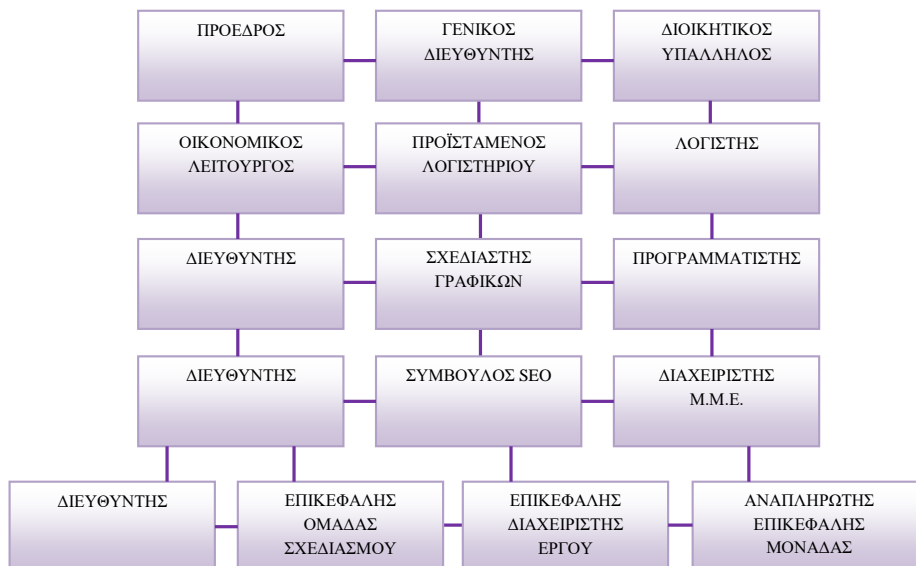 ΠΡΟΕΔΡΟΣ
ΓΕΝΙΚΟΣ
ΔΙΕΥΘΥΝΤΗΣ
ΔΙΟΙΚΗΤΙΚΟΣ
ΥΠΑΛΛΗΛΟΣ
ΟΙΚΟΝΟΜΙΚΟΣ
ΛΕΙΤΟΥΡΓΟΣ
ΠΡΟΪΣΤΑΜΕΝΟΣ
ΛΟΓΙΣΤΗΡΙΟΥ
ΛΟΓΙΣΤΗΣ
ΔΙΕΥΘΥΝΤΗΣ
ΣΧΕΔΙΑΣΤΗΣ
ΓΡΑΦΙΚΩΝ
ΠΡΟΓΡΑΜΜΑΤΙΣΤΗΣ
ΔΙΕΥΘΥΝΤΗΣ
ΣΥΜΒΟΥΛΟΣ SEO
ΔΙΑΧΕΙΡΙΣΤΗΣ
Μ.Μ.Ε.
ΔΙΕΥΘΥΝΤΗΣ
ΕΠΙΚΕΦΑΛΗΣ
ΟΜΑΔΑΣ
ΣΧΕΔΙΑΣΜΟΥ
ΕΠΙΚΕΦΑΛΗΣ
ΔΙΑΧΕΙΡΙΣΤΗΣ
ΕΡΓΟΥ
ΑΝΑΠΛΗΡΩΤΗΣ
ΕΠΙΚΕΦΑΛΗΣ
ΜΟΝΑΔΑΣ